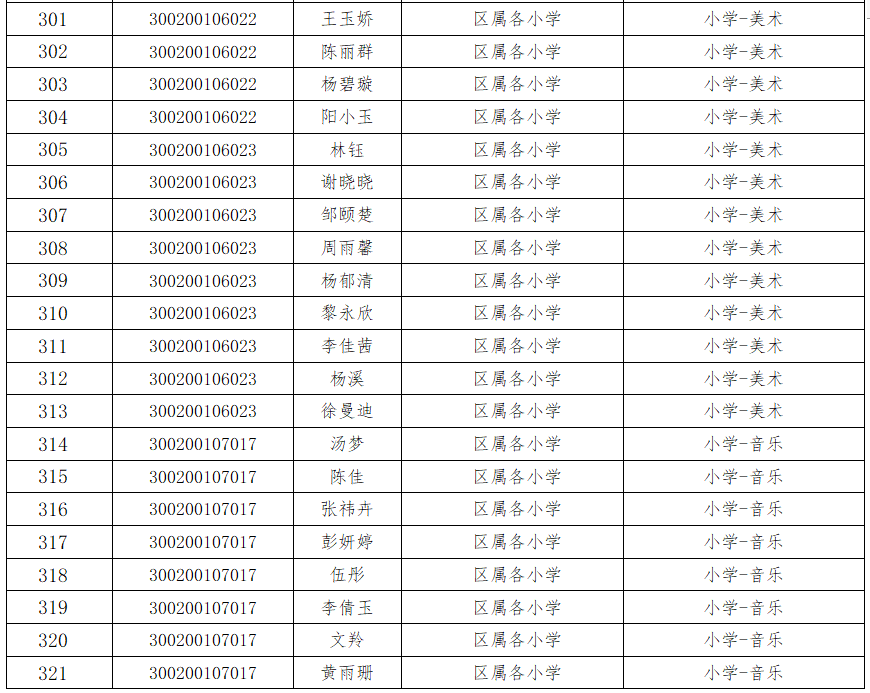 301 300200106022 王玉娇 区属各小学 小学-美术
302 300200106022 陈丽群 区属各小学 小学-美术
303 300200106022 杨碧璇 区属各小学 小学-美术
304 300200106022 阳小玉 区属各小学 小学-美术
305 300200106023 林钰 区属各小学 小学-美术
306 300200106023 谢晓晓 区属各小学 小学-美术
307 300200106023 邹颐楚 区属各小学 小学-美术
308 300200106023 周雨馨 区属各小学 小学-美术
309 300200106023 杨郁清 区属各小学 小学-美术
310 300200106023 黎永欣 区属各小学 小学-美术
311 300200106023 李佳茜 区属各小学 小学-美术
312 300200106023 杨溪 区属各小学 小学-美术
313 300200106023 徐曼迪 区属各小学 小学-美术
314 300200107017 汤梦 区属各小学 小学-音乐
315 300200107017 陈佳 区属各小学 小学-音乐
316 300200107017 张祎卉 区属各小学 小学-音乐
317 300200107017 彭妍婷 区属各小学 小学-音乐
318 300200107017 伍彤 区属各小学 小学-音乐
319 300200107017 李倩玉 区属各小学 小学-音乐
320 300200107017 文羚 区属各小学 小学-音乐
321 300200107017 黄雨珊 区属各小学 小学-音乐